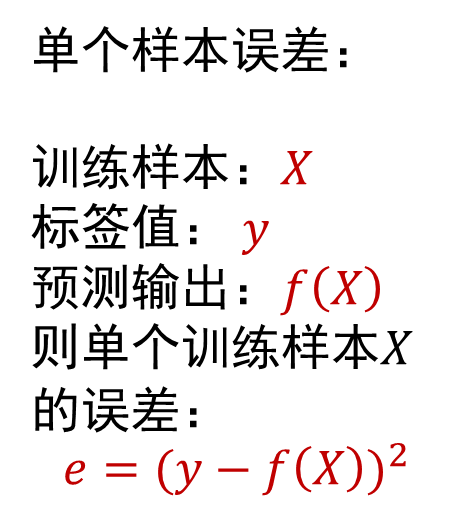 单个样本误差：
训练样本：X
标签值： y
预测输出：f(X)
则单个训练样本X
的误差：
e = (y − f(X))²